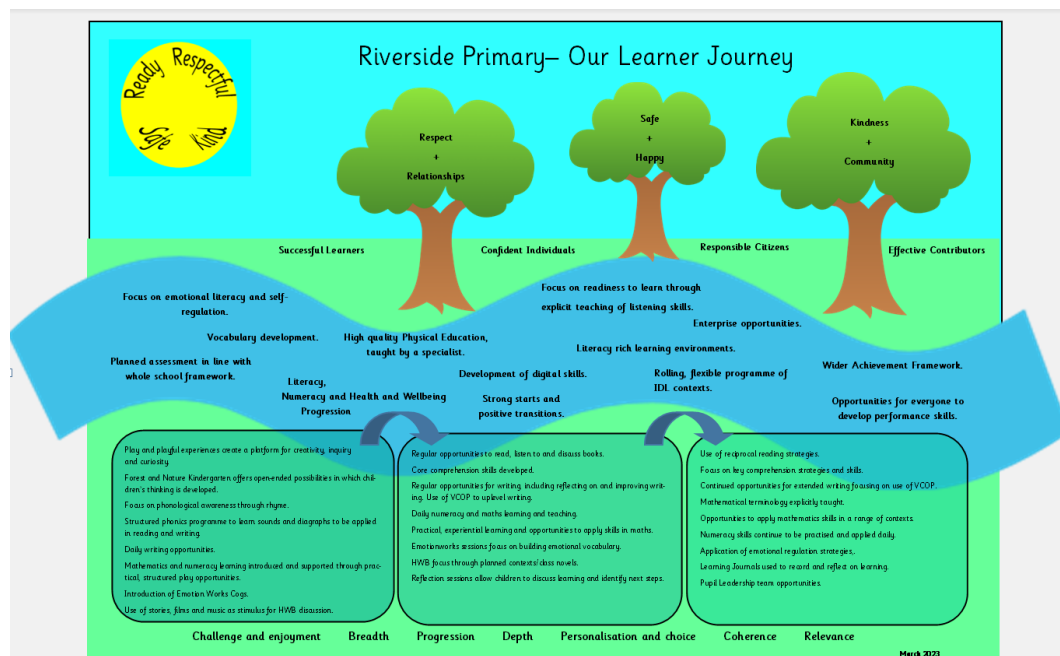 Riverside Primary– Our Learner Journey
Ready Respectful
Safe Kind
Respect
+
Relationships
Safe
+
Happy
Kindness
+
Community
Successful Learners
Confident Individuals
Responsible Citizens
Effective Contributors
Focus on emotional literacy and self-
regulation.
Vocabulary development.
Planned assessment in line with
whole school framework.
High quality Physical Education,
taught by a specialist.
Literacy,
Numeracy and Health and Wellbeing
Progression
Development of digital skills.
Strong starts and
positive transitions.
Focus on readiness to learn through
explicit teaching of listening skills.
Enterprise opportunities.
Literacy rich learning environments.
Rolling, flexible programme of
IDL contexts.
Wider Achievement Framework.
Opportunities for everyone to
develop performance skills.
Play and playful experiences create a platform for creativity, inquiry
and curiosity.
Forest and Nature Kindergarten offers open-ended possibilities in which chil-
dren's thinking is developed.
Focus on phonological awareness through rhyme.
Structured phonics programme to learn sounds and diagraphs to be applied
in reading and writing.
Daily writing opportunities.
Mathematics and numeracy learning introduced and supported through prac-
tical, structured play opportunities.
Introduction of Emotion Works Cogs.
Use of stories, films and music as stimulus for HWB discussion.
Regular opportunities to read, listen to and discuss books.
Core comprehension skills developed.
Regular opportunities for writing, including reflecting on and improving writ-
ing. Use of VCOP to uplevel writing.
Daily numeracy and maths learning and teaching.
Practical, experiential learning and opportunities to apply skills in maths.
Emotionworks sessions focus on building emotional vocabulary.
HWB focus through planned contexts/class novels.
Reflection sessions allow children to discuss learning and identify next steps.
Use of reciprocal reading strategies.
Focus on key comprehension strategies and skills.
Continued opportunities for extended writing focusing on use of VCOP.
Mathematical terminology explicitly taught.
Opportunities to apply mathematics skills in a range of contexts.
Numeracy skills continue to be practised and applied daily.
Application of emotional regulation strategies,.
Learning Journals used to record and reflect on learning.
Pupil Leadership team opportunities.
Challenge and enjoyment Breadth Progression Depth Personalisation and choice Coherence Relevance
March 2023